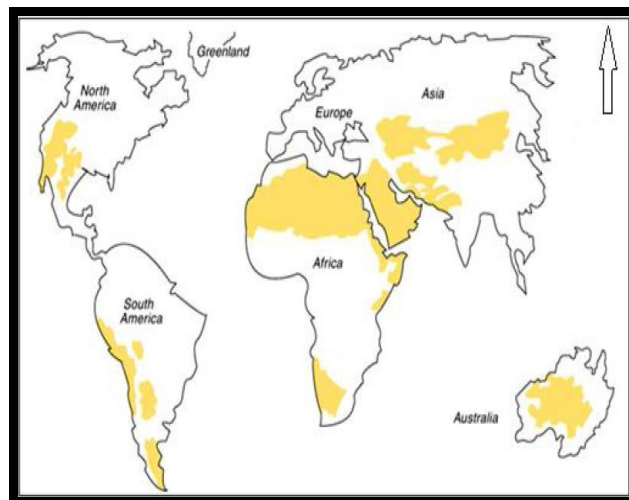 Greenland
North
America
Europe
Asia
Africa
South
America
Australia